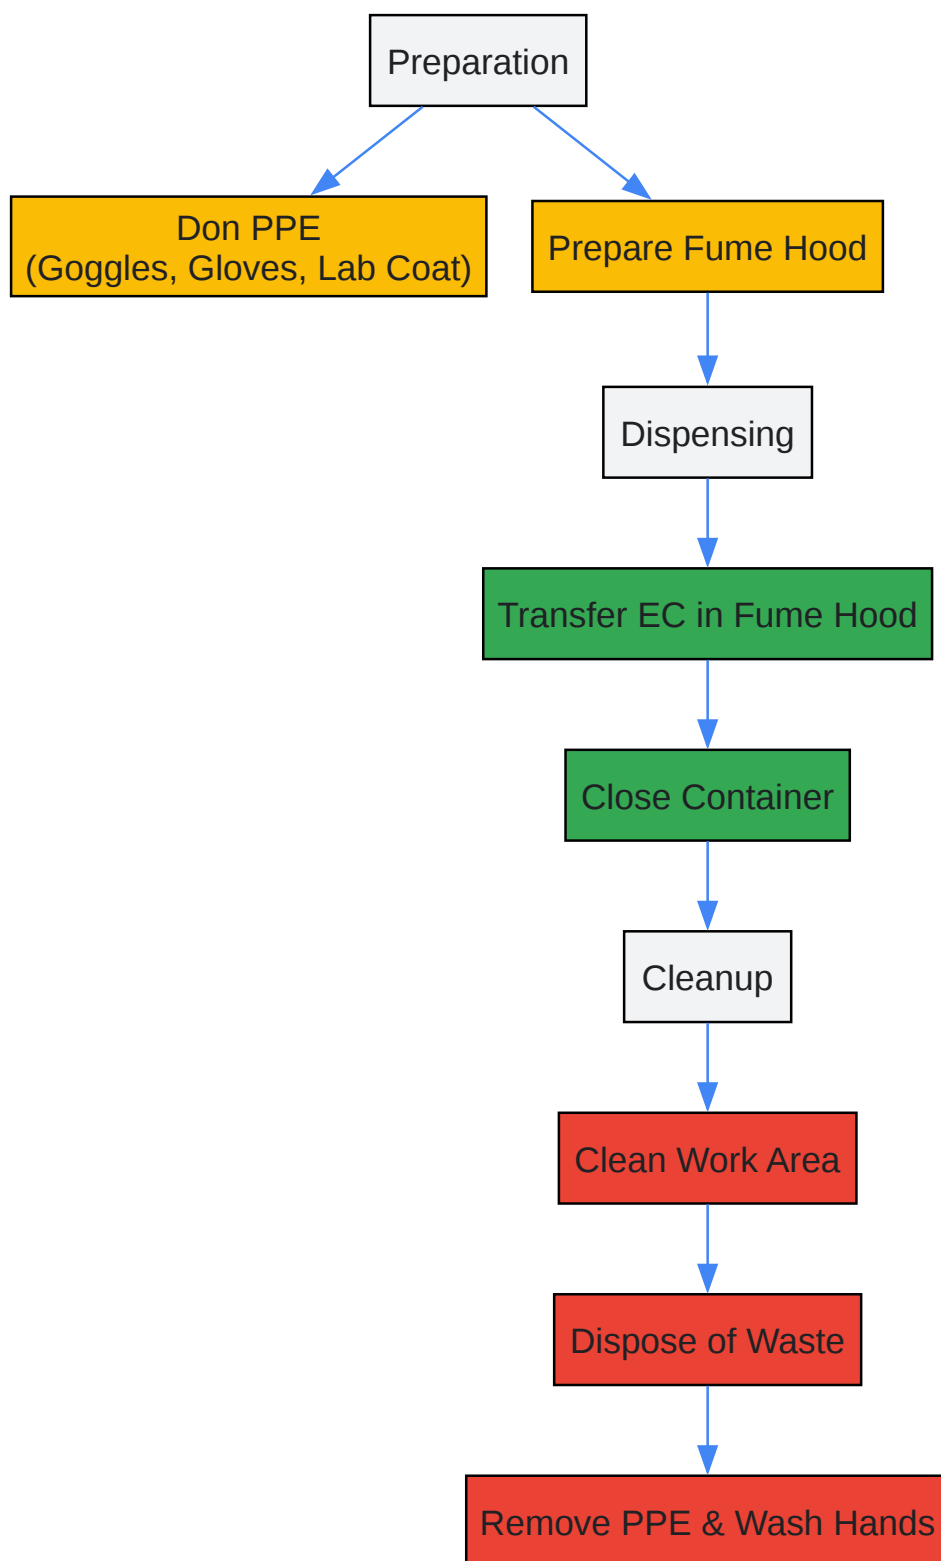 Preparation
Don PPE
(Goggles, Gloves, Lab Coat)
Prepare Fume Hood
Dispensing
Transfer EC in Fume Hood
Close Container
Cleanup
Clean Work Area
Dispose of Waste
Remove PPE & Wash Hands